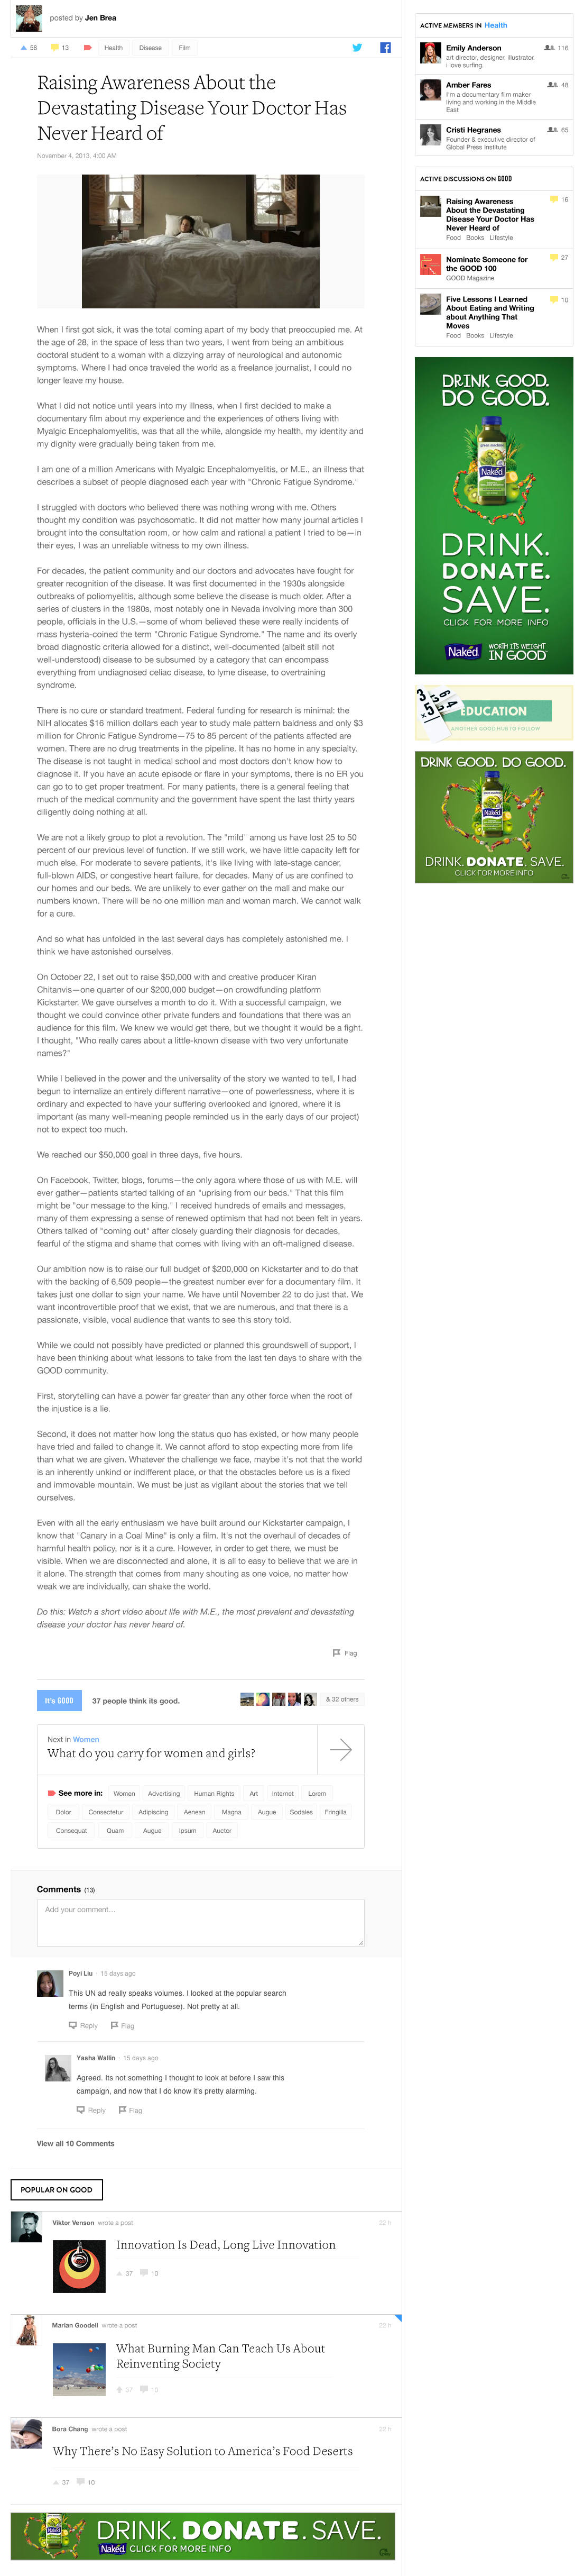 posted by Jen Brea
58 13 Health Disease Film
Raising Awareness About the
Devastating Disease Your Doctor Has
Never Heard of
November 4, 2013, 4:00 AM
When I first got sick, it was the total coming apart of my body that preoccupied me. At
the age of 28, in the space of less than two years, I went from being an ambitious
doctoral student to a woman with a dizzying array of neurological and autonomic
symptoms. Where I had once traveled the world as a freelance journalist, I could no
longer leave my house.
What I did not notice until years into my illness, when I first decided to make a
documentary film about my experience and the experiences of others living with
Myalgic Encephalomyelitis, was that all the while, alongside my health, my identity and
my dignity were gradually being taken from me.
I am one of a million Americans with Myalgic Encephalomyelitis, or M.E., an illness that
describes a subset of people diagnosed each year with "Chronic Fatigue Syndrome."
I struggled with doctors who believed there was nothing wrong with me. Others
thought my condition was psychosomatic. It did not matter how many journal articles I
brought into the consultation room, or how calm and rational a patient I tried to be—in
their eyes, I was an unreliable witness to my own illness.
For decades, the patient community and our doctors and advocates have fought for
greater recognition of the disease. It was first documented in the 1930s alongside
outbreaks of poliomyelitis, although some believe the disease is much older. After a
series of clusters in the 1980s, most notably one in Nevada involving more than 300
people, officials in the U.S.—some of whom believed these were really incidents of
mass hysteria-coined the term "Chronic Fatigue Syndrome." The name and its overly
broad diagnostic criteria allowed for a distinct, well-documented (albeit still not
well-understood) disease to be subsumed by a category that can encompass
everything from undiagnosed celiac disease, to lyme disease, to overtraining
syndrome.
There is no cure or standard treatment. Federal funding for research is minimal: the
NIH allocates $16 million dollars each year to study male pattern baldness and only $3
million for Chronic Fatigue Syndrome—75 to 85 percent of the patients affected are
women. There are no drug treatments in the pipeline. It has no home in any specialty.
The disease is not taught in medical school and most doctors don't know how to
diagnose it. If you have an acute episode or flare in your symptoms, there is no ER you
can go to to get proper treatment. For many patients, there is a general feeling that
much of the medical community and the government have spent the last thirty years
diligently doing nothing at all.
We are not a likely group to plot a revolution. The "mild" among us have lost 25 to 50
percent of our previous level of function. If we still work, we have little capacity left for
much else. For moderate to severe patients, it's like living with late-stage cancer,
full-blown AIDS, or congestive heart failure, for decades. Many of us are confined to
our homes and our beds. We are unlikely to ever gather on the mall and make our
numbers known. There will be no em million man and woman march. We cannot walk
for a cure.
And so what has unfolded in the last several days has completely astonished me. I
think we have astonished ourselves.
On October 22, I set out to raise $50,000 with and creative producer Kiran
Chitanvis—one quarter of our $200,000 budget—on crowdfunding platform
Kickstarter. We gave ourselves a month to do it. With a successful campaign, we
thought we could convince other private funders and foundations that there was an
audience for this film. We knew we would get there, but we thought it would be a fight.
I thought, "Who really cares about a little-known disease with two very unfortunate
names?"
While I believed in the power and the universality of the story we wanted to tell, I had
begun to internalize an entirely different narrative—one of powerlessness, where it is
ordinary and expected to have your suffering overlooked and ignored, where it is
important (as many well-meaning people reminded us in the early days of our project)
not to expect too much.
We reached our $50,000 goal in three days, five hours.
On Facebook, Twitter, blogs, forums—the only agora where those of us with M.E. will
ever gather—patients started talking of an "uprising from our beds." That this film
might be "our message to the king." I received hundreds of emails and messages,
many of them expressing a sense of renewed optimism that had not been felt in years.
Others talked of "coming out" after closely guarding their diagnosis for decades,
fearful of the stigma and shame that comes with living with an oft-maligned disease.
Our ambition now is to raise our full budget of $200,000 on Kickstarter and to do that
with the backing of 6,509 people—the greatest number ever for a documentary film. It
takes just one dollar to sign your name. We have until November 22 to do just that. We
want incontrovertible proof that we exist, that we are numerous, and that there is a
passionate, visible, vocal audience that wants to see this story told.
While we could not possibly have predicted or planned this groundswell of support, I
have been thinking about what lessons to take from the last ten days to share with the
GOOD community.
First, storytelling can have a power far greater than any other force when the root of
the injustice is a lie.
Second, it does not matter how long the status quo has existed, or how many people
have tried and failed to change it. We cannot afford to stop expecting more from life
than what we are given. Whatever the challenge we face, maybe it's not that the world
is an inherently unkind or indifferent place, or that the obstacles before us is a fixed
and immovable mountain. We must be just as vigilant about the stories that we tell
ourselves.
Even with all the early enthusiasm we have built around our Kickstarter campaign, I
know that "Canary in a Coal Mine" is only a film. It's not the overhaul of decades of
harmful health policy, nor is it a cure. However, in order to get there, we must be
visible. When we are disconnected and alone, it is all to easy to believe that we are in
it alone. The strength that comes from many shouting as one voice, no matter how
weak we are individually, can shake the world.
Do this: Watch a short video about life with M.E., the most prevalent and devastating
disease your doctor has never heard of.
Flag
It's GOOD 37 people think its good. & 32 others
Next in Women
What do you carry for women and girls?
See more in: Women Advertising Human Rights Art Internet Lorem
Dolor Consectetur Adipiscing Aenean Magna Augue Sodales Fringilla
Consequat Quam Augue Ipsum Auctor
Comments (13)
Add your comment...
Poyi Liu · 15 days ago
This UN ad really speaks volumes. I looked at the popular search
terms (in English and Portuguese). Not pretty at all.
Reply Flag
Yasha Wallin · 15 days ago
Agreed. Its not something I thought to look at before I saw this
campaign, and now that I do know it's pretty alarming.
Reply Flag
View all 10 Comments
POPULAR ON GOOD
Viktor Venson wrote a post 22 h
Innovation Is Dead, Long Live Innovation
37 10
Marian Goodell wrote a post 22 h
What Burning Man Can Teach Us About
Reinventing Society
37 10
Bora Chang wrote a post 22 h
Why There's No Easy Solution to America's Food Deserts
37 10
DRINK. DONATE. SAVE.
Naked CLICK FOR MORE INFO
ACTIVE MEMBERS IN Health
Emily Anderson 116
art director, designer, illustrator.
i love surfing.
Amber Fares 48
I'm a documentary film maker
living and working in the Middle
East
Cristi Hegranes 65
Founder & executive director of
Global Press Institute
ACTIVE DISCUSSIONS ON GOOD
Raising Awareness 16
About the Devastating
Disease Your Doctor Has
Never Heard of
Food Books Lifestyle
Nominate Someone for 27
the GOOD 100
GOOD Magazine
Five Lessons I Learned 10
About Eating and Writing
about Anything That
Moves
Food Books Lifestyle
DRINK GOOD.
DO GOOD.
Naked
DRINK.
DONATE.
SAVE.
CLICK FOR MORE INFO
Naked WORTH ITS WEIGHT
IN GOOD
EDUCATION
ANOTHER GOOD HUB TO FOLLOW
DRINK GOOD. DO GOOD.
Naked
DRINK. DONATE. SAVE.
CLICK FOR MORE INFO